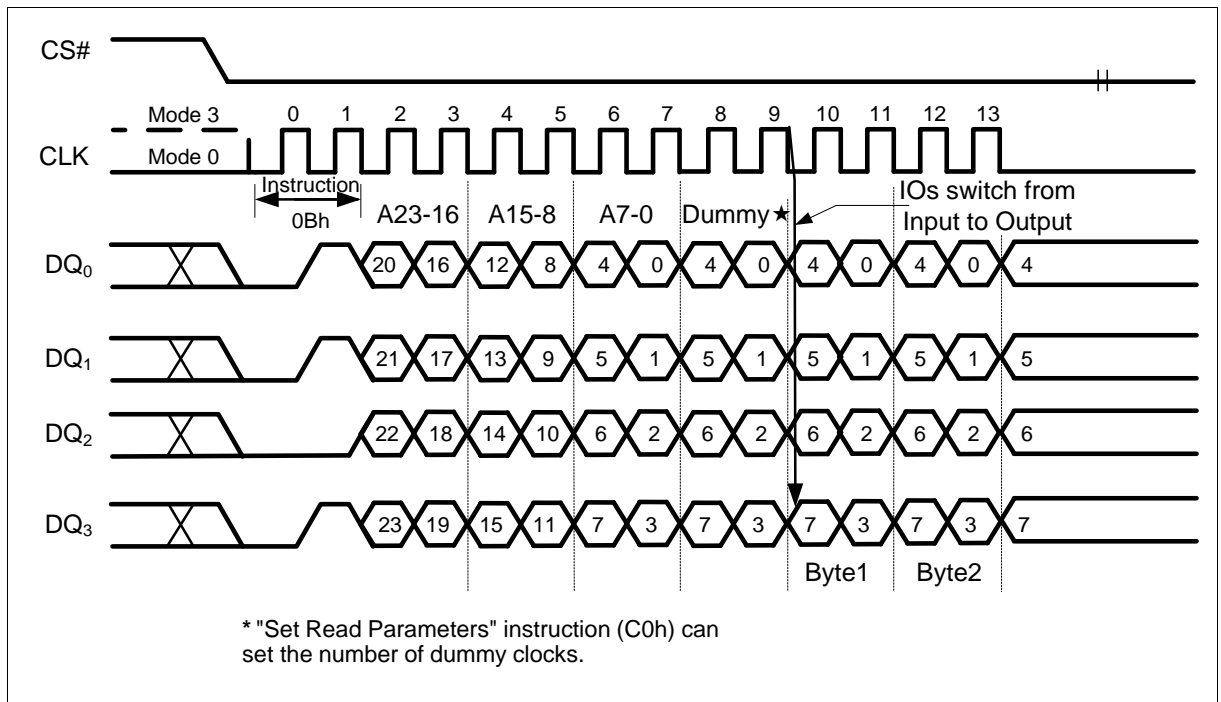 CS#
Mode 3
0 1 2 3 4 5 6 7 8 9 10 11 12 13
CLK
Mode 0
Instruction
0Bh
A23-16 A15-8 A7-0 Dummy★
IOs switch from
Input to Output
DQ0 20 16 12 8 4 0 4 0 4 0 4 0 4
DQ1 21 17 13 9 5 1 5 1 5 1 5 1 5
DQ2 22 18 14 10 6 2 6 2 6 2 6 2 6
DQ3 23 19 15 11 7 3 7 3 7 3 7 3 7
Byte1 Byte2
* "Set Read Parameters" instruction (C0h) can
set the number of dummy clocks.